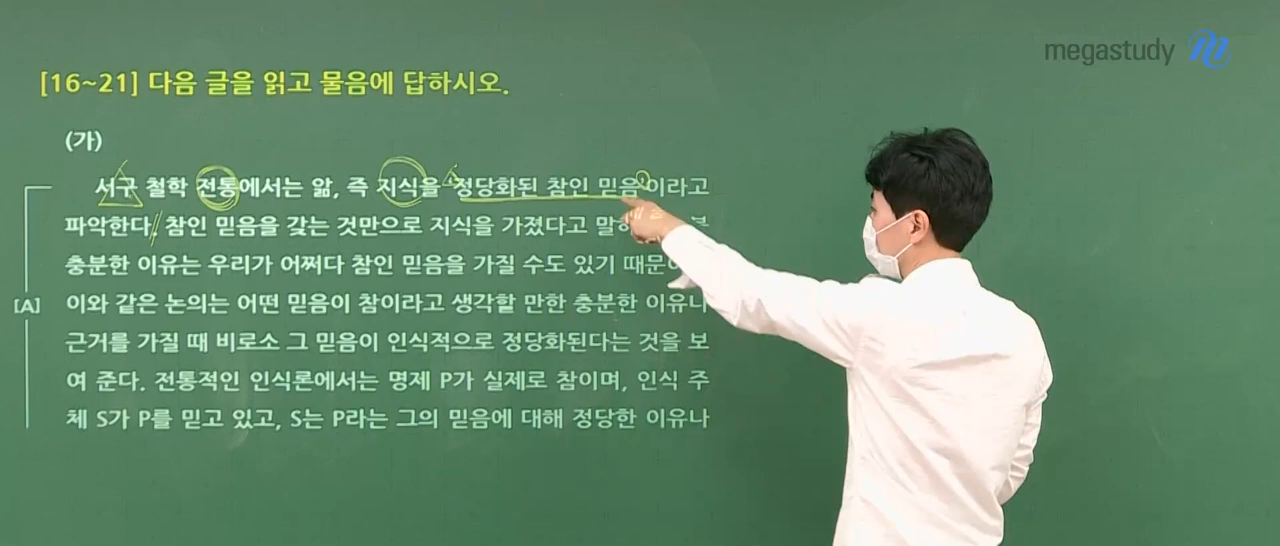 megastudy
[16~21] 다음 글을 읽고 물음에 답하시오.
(가)
서구 철학 전통에서는 앎, 즉 지식을 '정당화된 참인 믿음'이라고
파악한다. 참인 믿음을 갖는 것만으로 지식을 가졌다고
충분한 이유는 우리가 어쩌다 참인 믿음을 가질 수도 있기
[A] 이와 같은 논의는 어떤 믿음이 참이라고 생각할 만한 충분한 이유나
근거를 가질 때 비로소 그 믿음이 인식적으로 정당화된다는 것을 보
여 준다. 전통적인 인식론에서는 명제 P가 실제로 참이며, 인식 주
체 S가 P를 믿고 있고, S는 P라는 그의 믿음에 대해 정당한 이유나